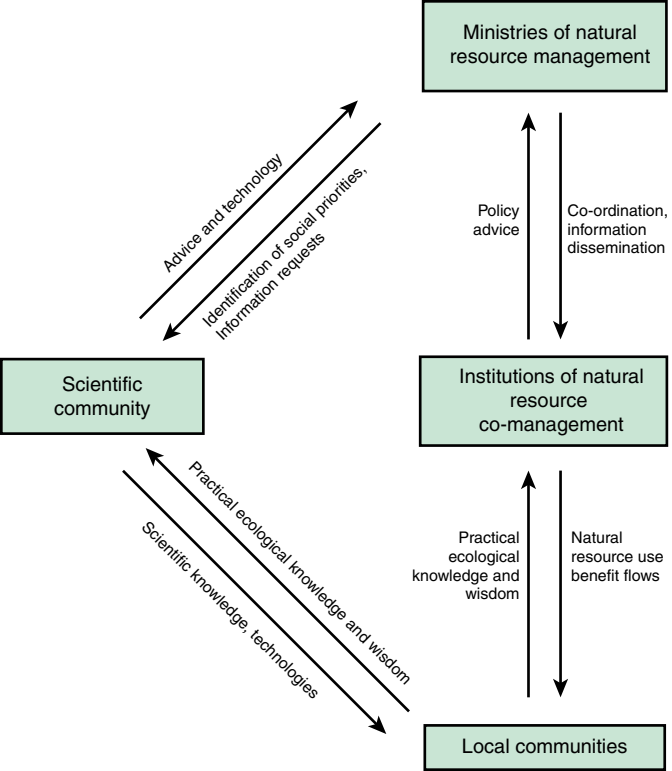 Ministries of natural
resource management
Advice and technology
Identification of social priorities,
Information requests
Policy
advice
Co-ordination,
information
dissemination
Scientific
community
Institutions of natural
resource
co-management
Practical ecological knowledge and wisdom
Scientific knowledge, technologies
Practical
ecological
knowledge and
wisdom
Natural
resource use
benefit flows
Local communities